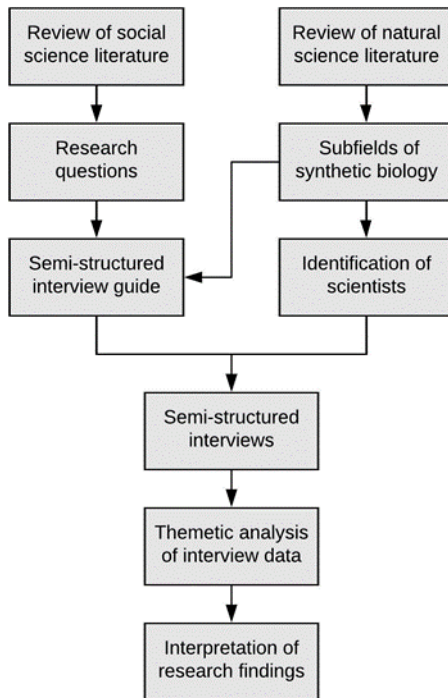 Review of social
science literature
Review of natural
science literature
Research
questions
Subfields of
synthetic biology
Semi-structured
interview guide
Identification of
scientists
Semi-structured
interviews
Themetic analysis
of interview data
Interpretation of
research findings